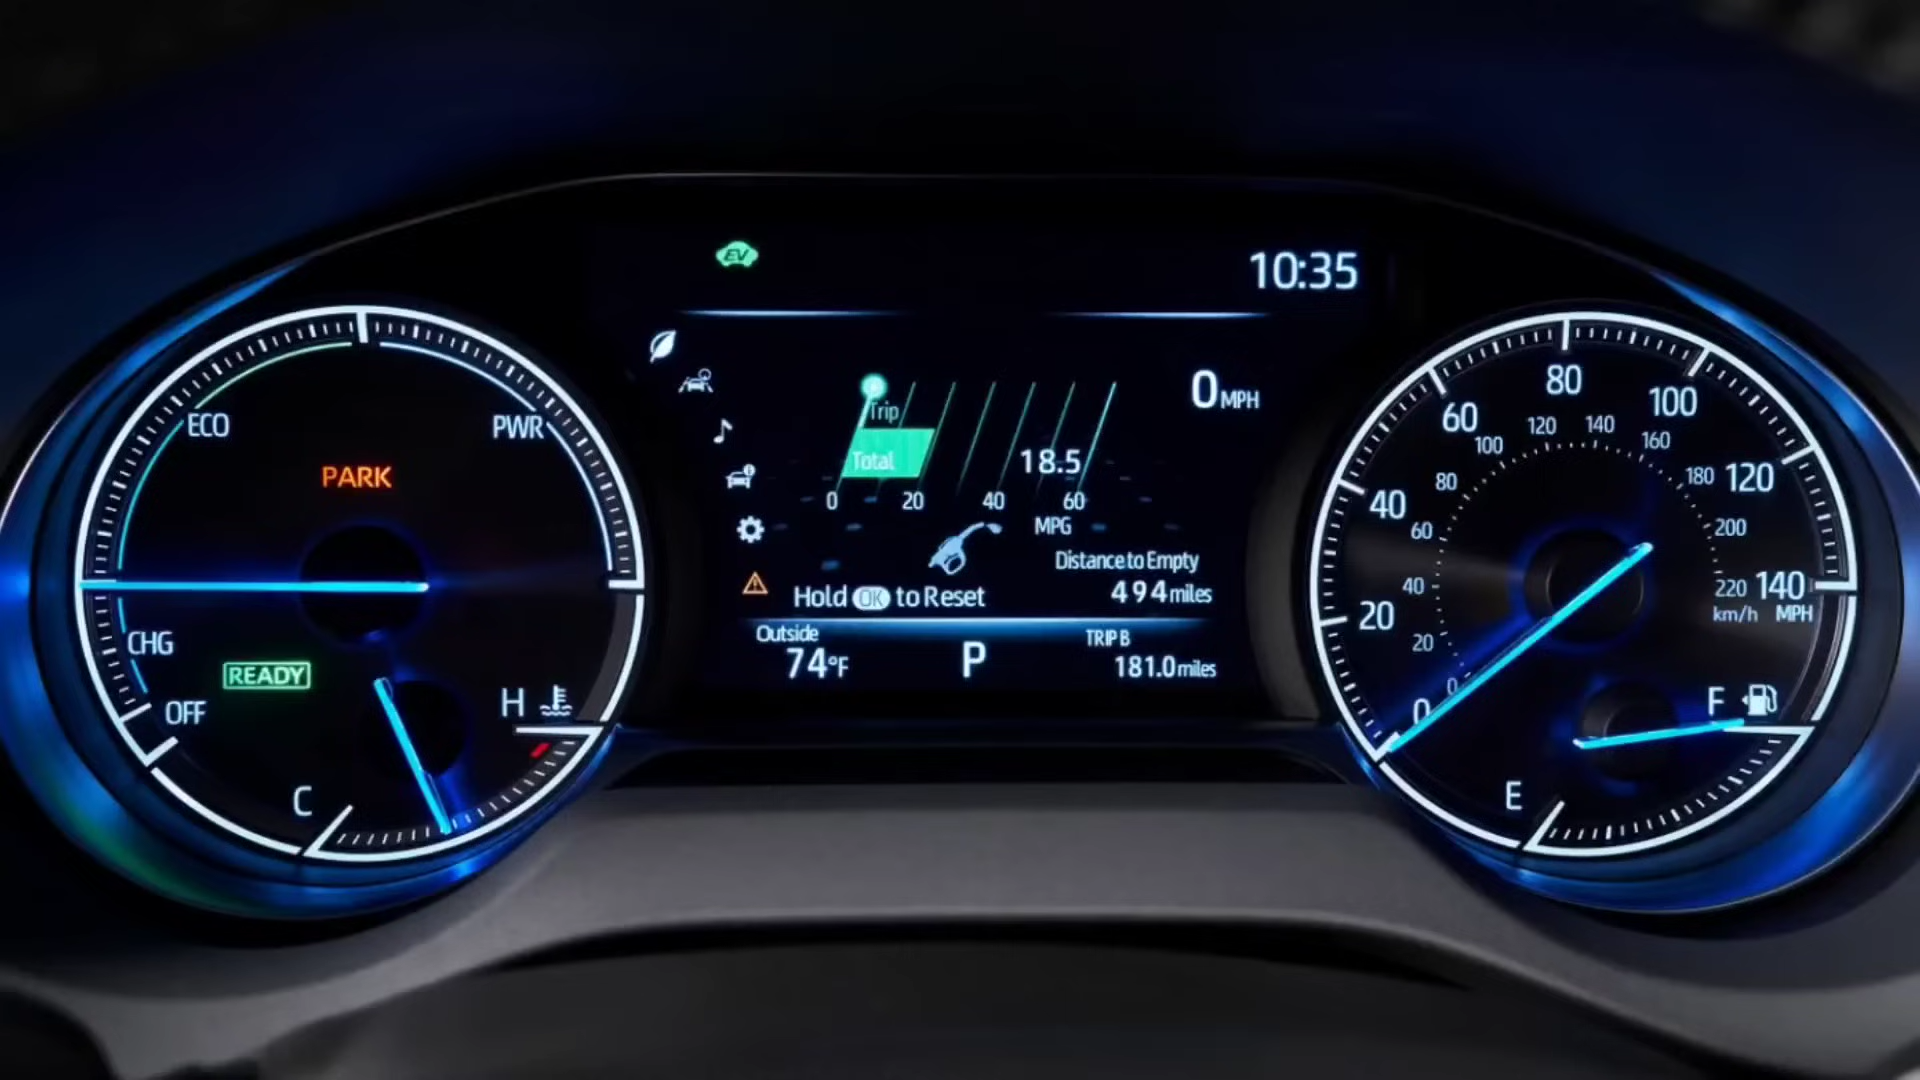 EV
10:35
ECO
PWR
PARK
CHG
READY
OFF
H
C
Trip
Total
18.5
0 20 40 60
MPG
0 MPH
Distance to Empty
494 miles
Hold OK to Reset
Outside
74°F
P
TRIP B
181.0 miles
0 20 40 60 80 100 120 140
MPH
0 20 40 60 80 100 120 140 160 180 200 220
km/h
F
E